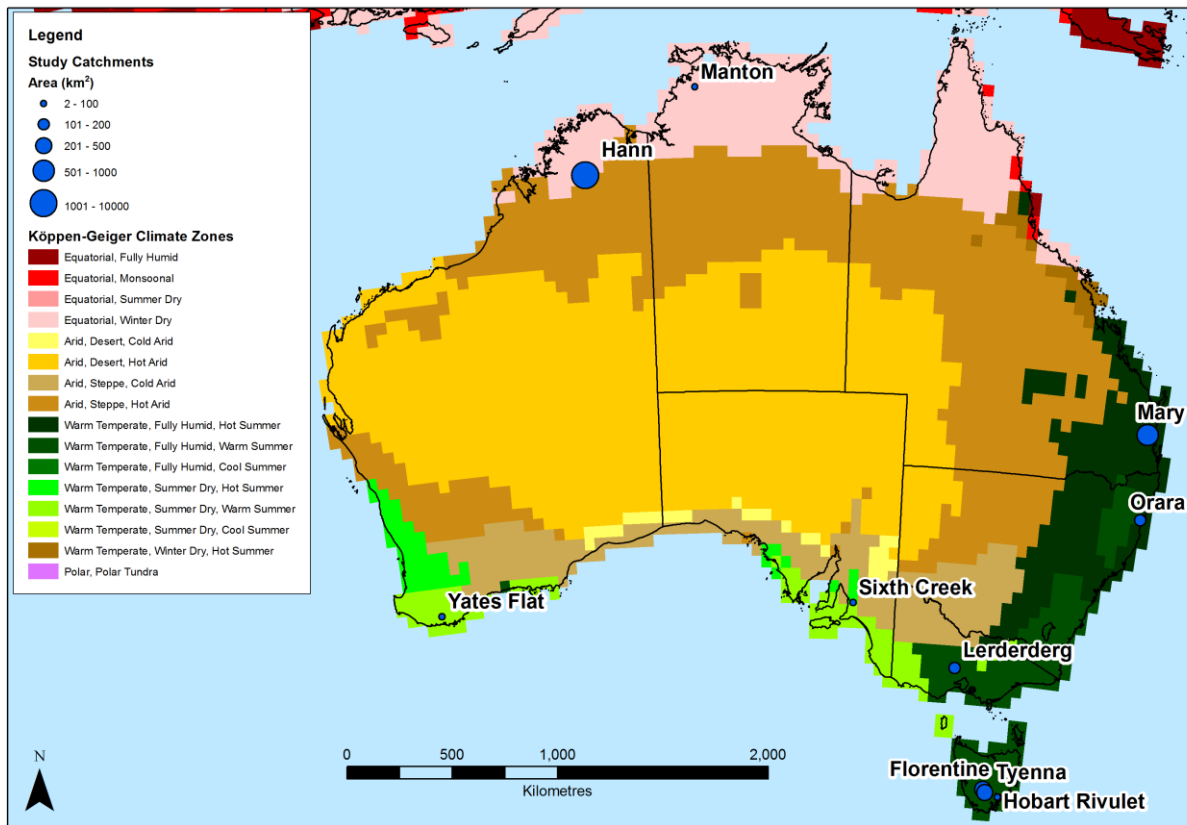 Legend
Study Catchments
Area (km²)
2 - 100
101 - 200
201 - 500
501 - 1000
1001 - 10000
Köppen-Geiger Climate Zones
Equatorial, Fully Humid
Equatorial, Monsoonal
Equatorial, Summer Dry
Equatorial, Winter Dry
Arid, Desert, Cold Arid
Arid, Desert, Hot Arid
Arid, Steppe, Cold Arid
Arid, Steppe, Hot Arid
Warm Temperate, Fully Humid, Hot Summer
Warm Temperate, Fully Humid, Warm Summer
Warm Temperate, Fully Humid, Cool Summer
Warm Temperate, Summer Dry, Hot Summer
Warm Temperate, Summer Dry, Warm Summer
Warm Temperate, Summer Dry, Cool Summer
Warm Temperate, Winter Dry, Hot Summer
Polar, Polar Tundra
Manton
Hann
Mary
Orara
Sixth Creek
Yates Flat
Lerderderg
Florentine Tyenna
Hobart Rivulet
N
0 500 1,000 2,000
Kilometres